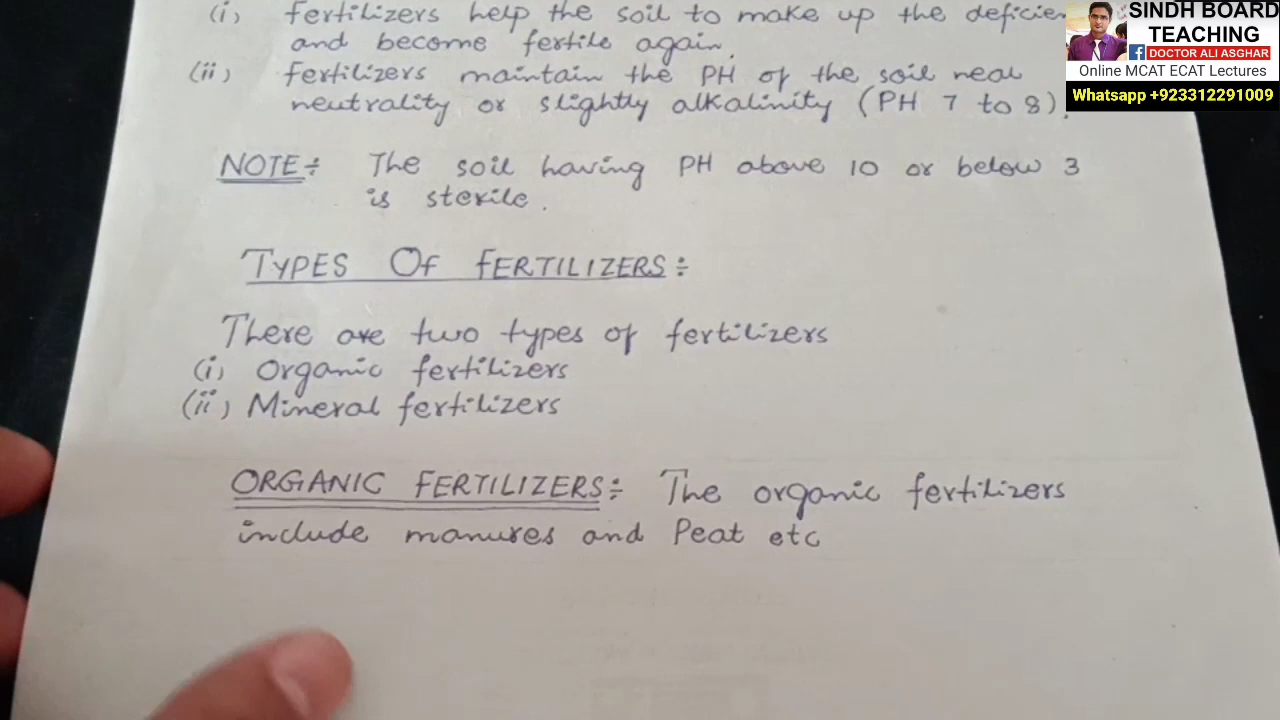 (i) fertilizers help the soil to make up the
and become fertile again.
(ii) fertilizers maintain the PH of the soil near
neutrality or slightly alkalinity (PH 7 to 8).
NOTE:- The soil having PH above 10 or below 3
is sterile.
TYPES Of fERTILIZERS:-
There are two types of fertilizers
(i) Organic fertilizers
(ii) Mineral fertilizers
ORGANIC FERTILIZERS:- The organic fertilizers
include manures and Peat etc
SINDH BOARD
TEACHING
f DOCTOR ALI ASGHAR
Online MCAT ECAT Lectures
Whatsapp +923312291009